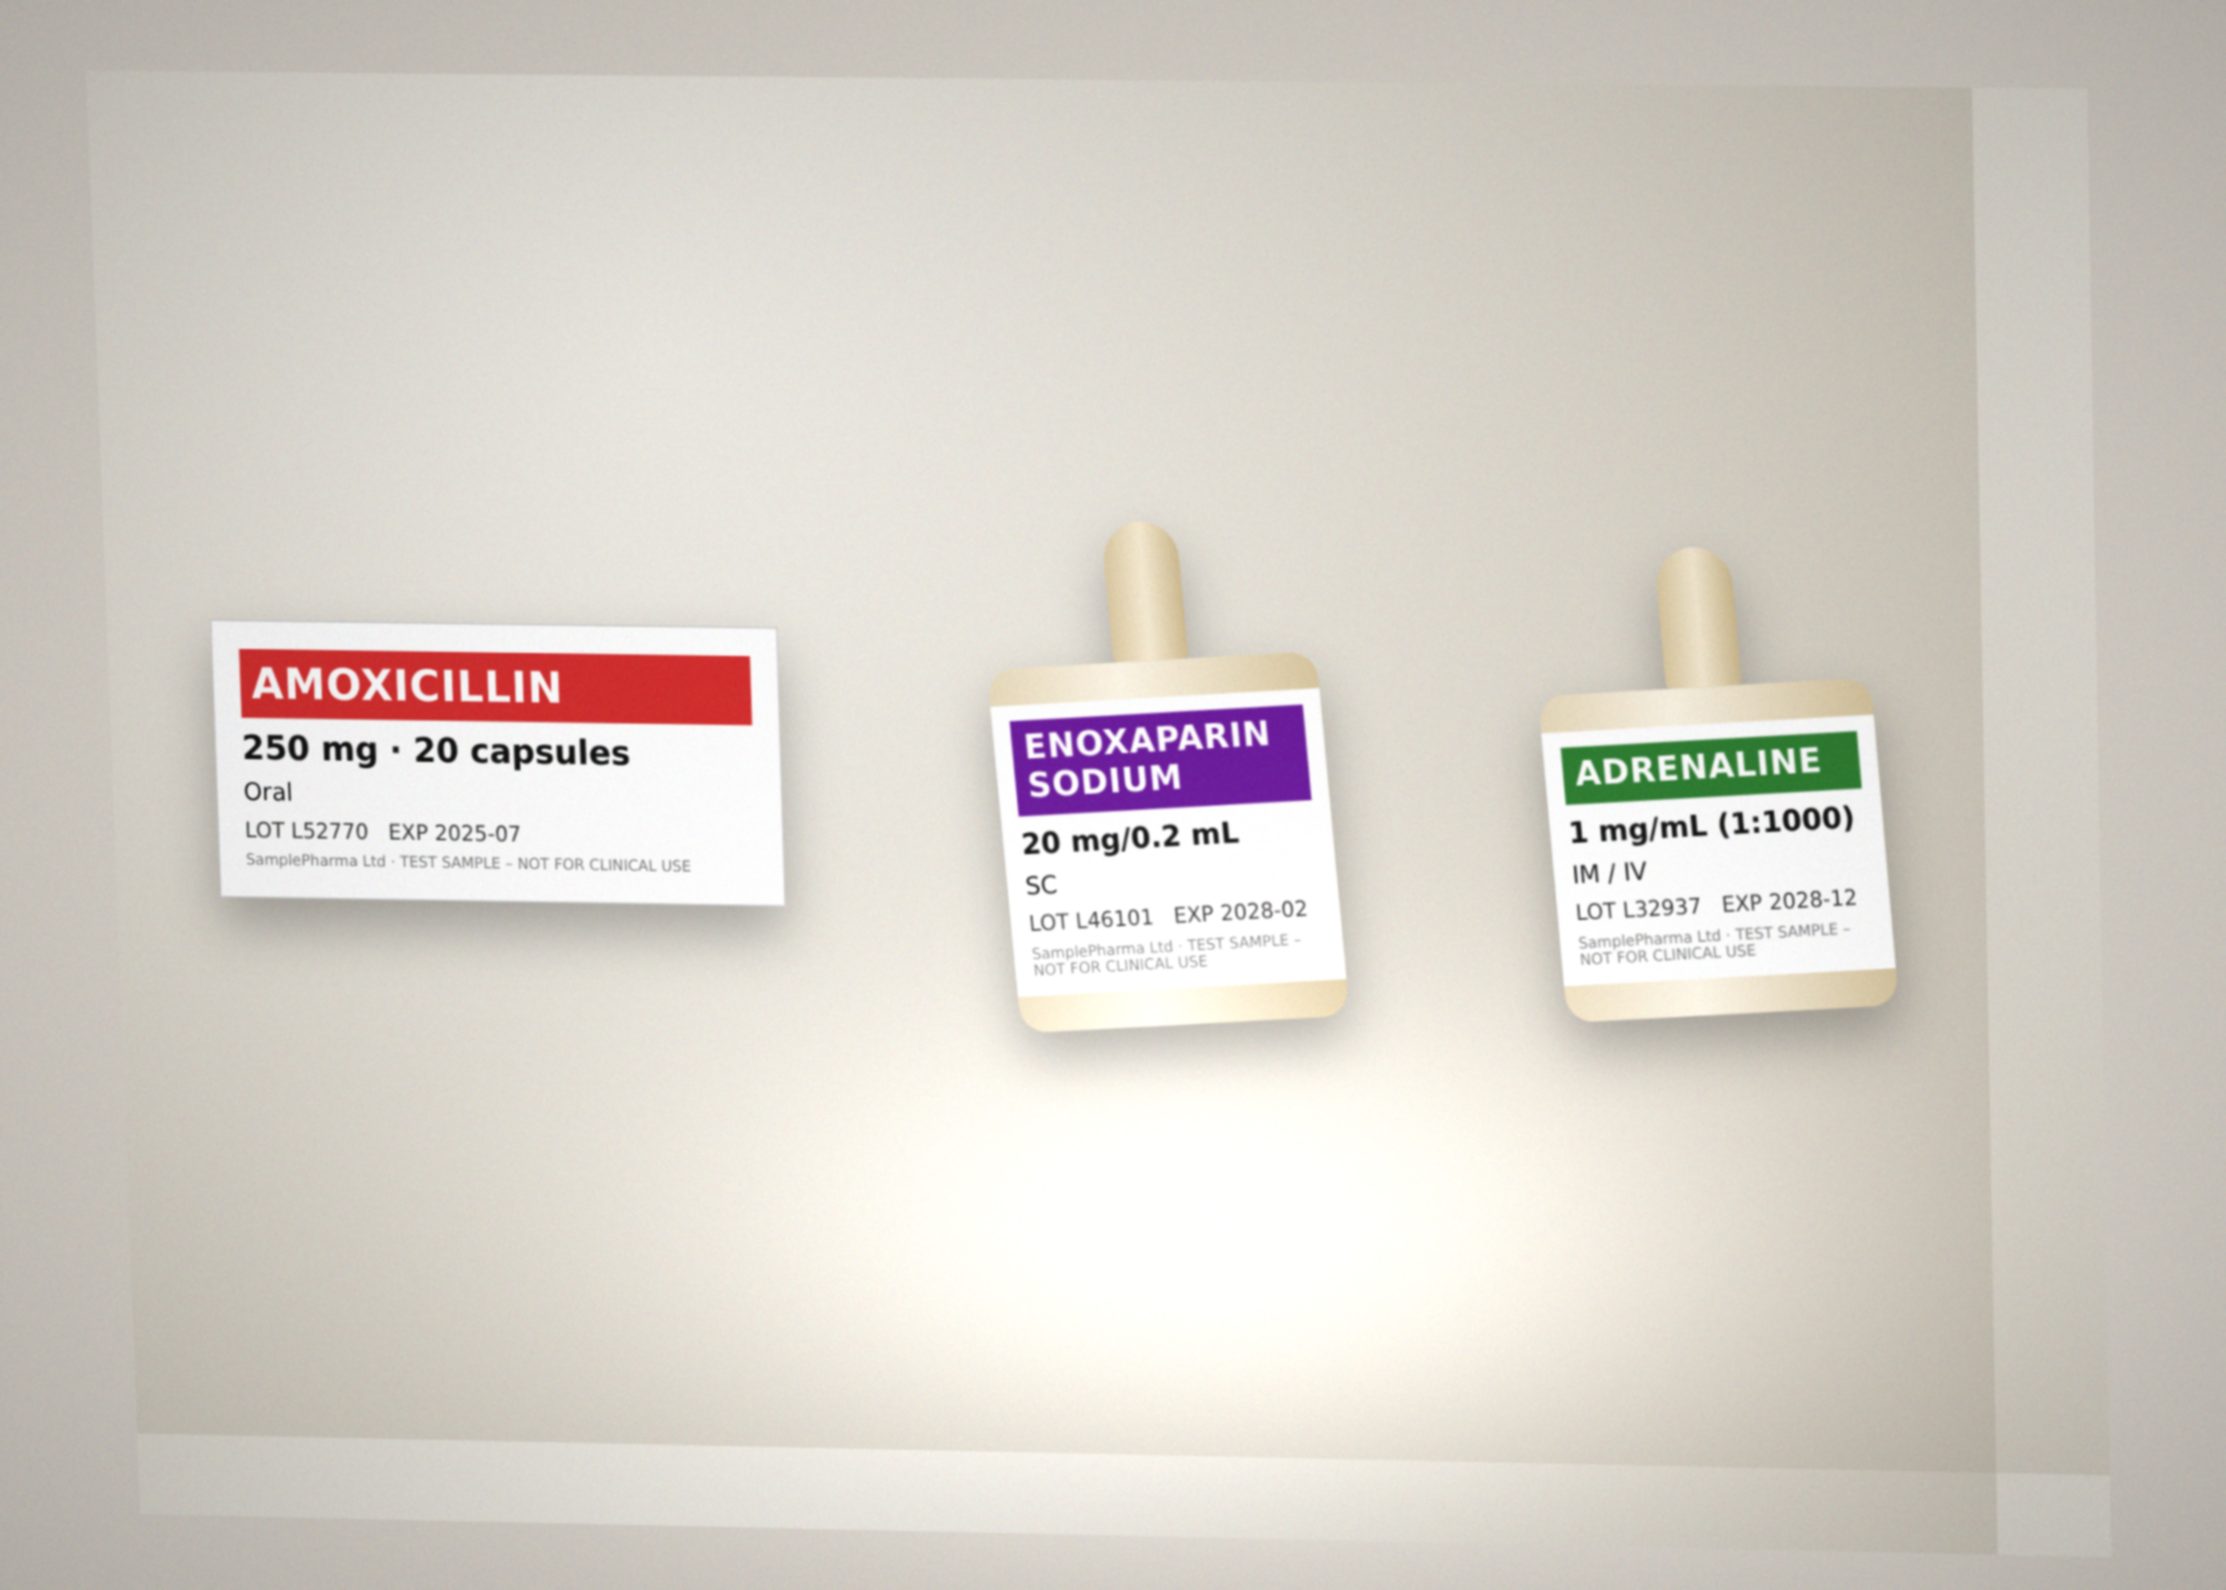 AMOXICILLIN
250 mg · 20 capsules
Oral
LOT L52770 EXP 2025-07
SamplePharma Ltd · TEST SAMPLE – NOT FOR CLINICAL USE
ENOXAPARIN
SODIUM
20 mg/0.2 mL
SC
LOT L46101 EXP 2028-02
SamplePharma Ltd · TEST SAMPLE –
NOT FOR CLINICAL USE
ADRENALINE
1 mg/mL (1:1000)
IM / IV
LOT L32937 EXP 2028-12
SamplePharma Ltd · TEST SAMPLE –
NOT FOR CLINICAL USE